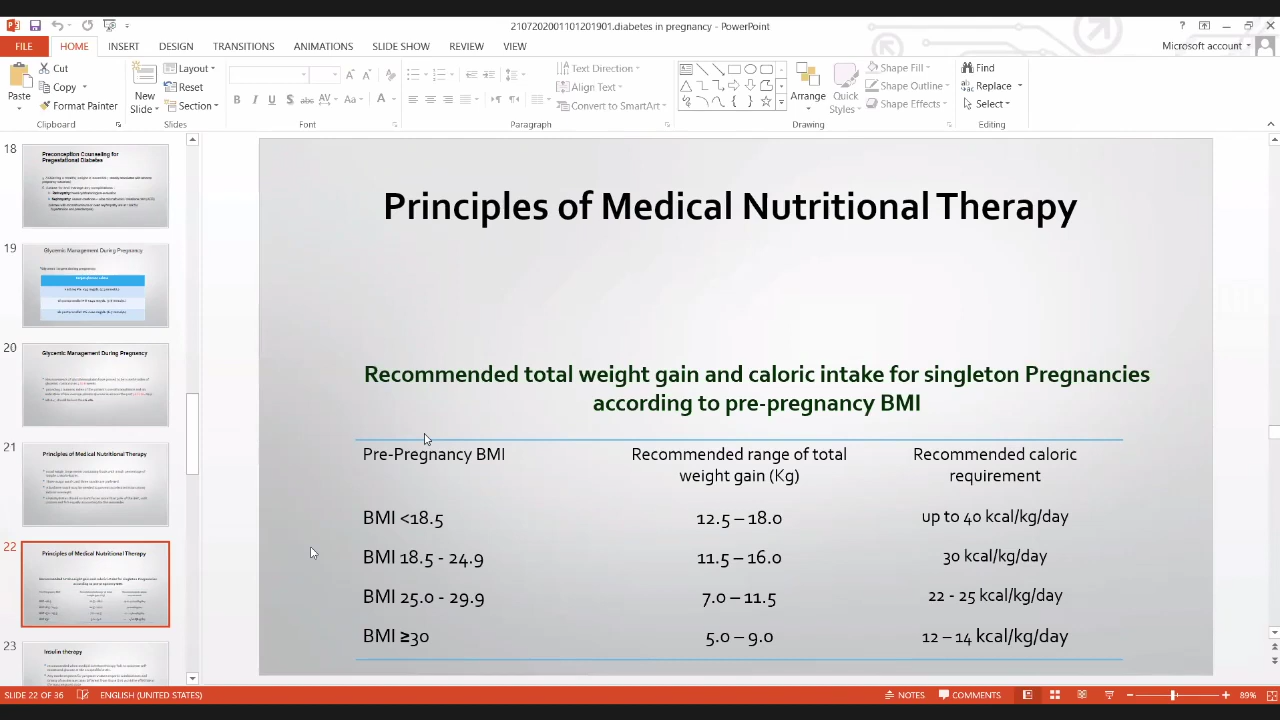 2107202001101201901.diabetes in pregnancy - PowerPoint
FILE HOME INSERT DESIGN TRANSITIONS ANIMATIONS SLIDE SHOW REVIEW VIEW
Microsoft account
Paste
Cut
Copy
Format Painter
Clipboard
New
Slide
Layout
Reset
Section
Slides
Font
Text Direction
Align Text
Convert to SmartArt
Paragraph
Arrange
Quick
Styles
Shape Fill
Shape Outline
Shape Effects
Drawing
Find
Replace
Select
Editing
18
Preconception Counseling for
Pregestational Diabetes
19
Glycemic Management During Pregnancy
20
Glycemic Management During Pregnancy
21
Principles of Medical Nutritional Therapy
22
Principles of Medical Nutritional Therapy
23
Insulin therapy
Principles of Medical Nutritional Therapy
Recommended total weight gain and caloric intake for singleton Pregnancies
according to pre-pregnancy BMI
Pre-Pregnancy BMI Recommended range of total Recommended caloric
weight gain (kg) requirement
BMI <18.5 12.5 – 18.0 up to 40 kcal/kg/day
BMI 18.5 - 24.9 11.5 – 16.0 30 kcal/kg/day
BMI 25.0 - 29.9 7.0 – 11.5 22 - 25 kcal/kg/day
BMI ≥30 5.0 – 9.0 12 – 14 kcal/kg/day
SLIDE 22 OF 36 ENGLISH (UNITED STATES) NOTES COMMENTS 89%